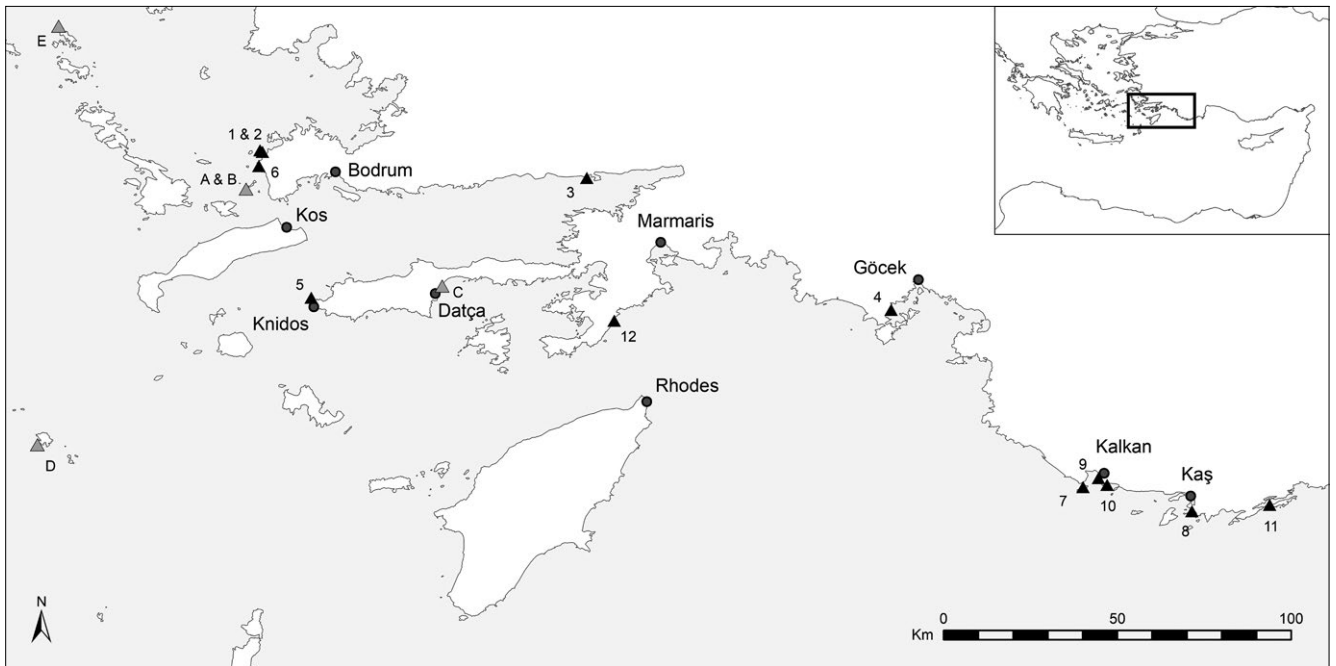 E
1 & 2
6
A & B
Bodrum
3
Kos
Marmaris
5
C
Knidos
Datça
12
Göcek
4
Rhodes
D
9
Kalkan
7
10
Kaş
8
11
N
Km
0 50 100